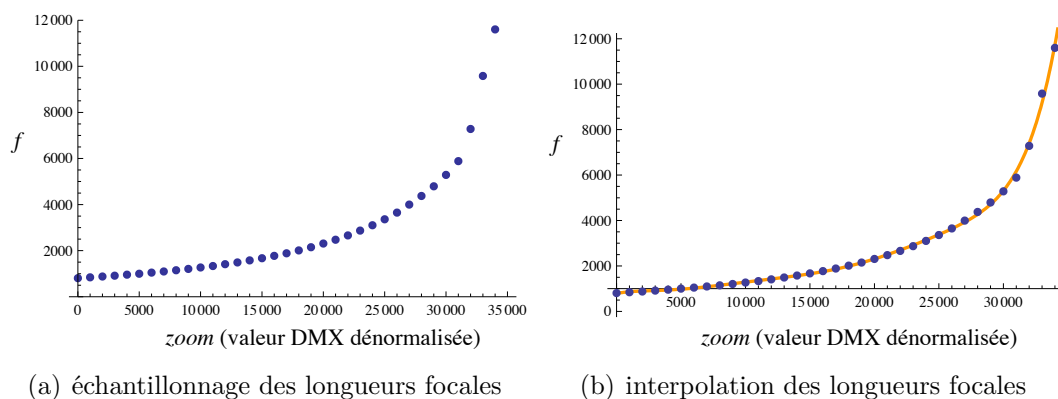 12 000
10 000
8000
6000
4000
2000
f
0 5000 10 000 15 000 20 000 25 000 30 000 35 000
zoom (valeur DMX dénormalisée)
(a) échantillonnage des longueurs focales
12 000
10 000
8000
6000
4000
2000
1000
0
f
5000 10 000 15 000 20 000 25 000 30 000
zoom (valeur DMX dénormalisée)
(b) interpolation des longueurs focales